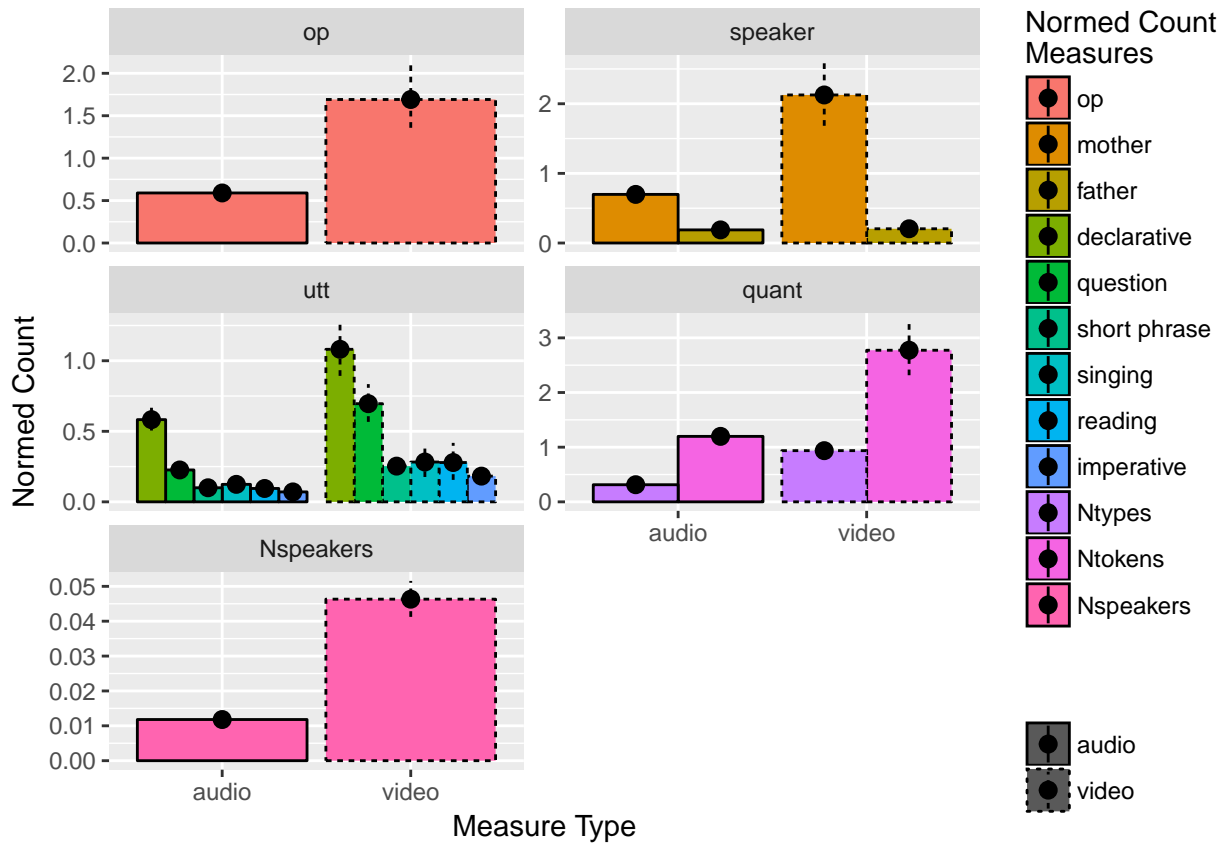 op
speaker
2.0
1.5
1.0
0.5
0.0
2
1
0
utt
quant
1.0
0.5
0.0
3
2
1
0
audio
video
Nspeakers
0.05
0.04
0.03
0.02
0.01
0.00
audio
video
Measure Type
Normed Count
Normed Count
Measures
op
mother
father
declarative
question
short phrase
singing
reading
imperative
Ntypes
Ntokens
Nspeakers
audio
video